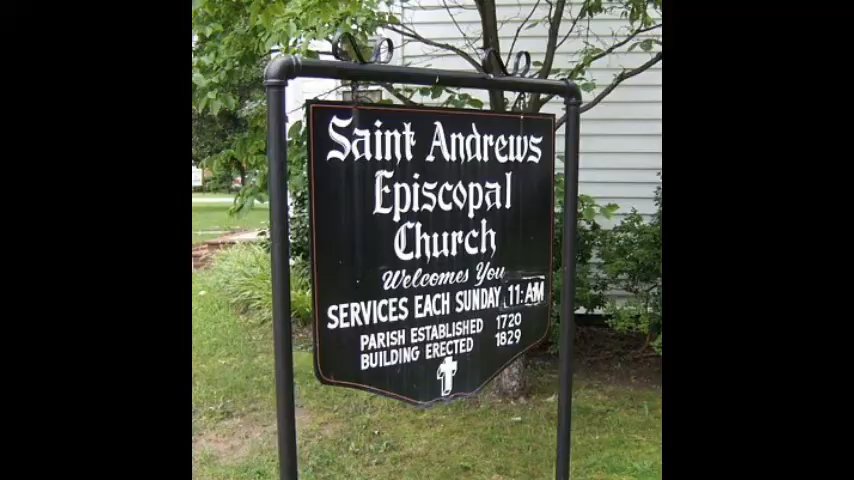 Saint Andrews
Episcopal
Church
Welcomes You
SERVICES EACH SUNDAY 11:AM
PARISH ESTABLISHED 1720
BUILDING ERECTED 1829